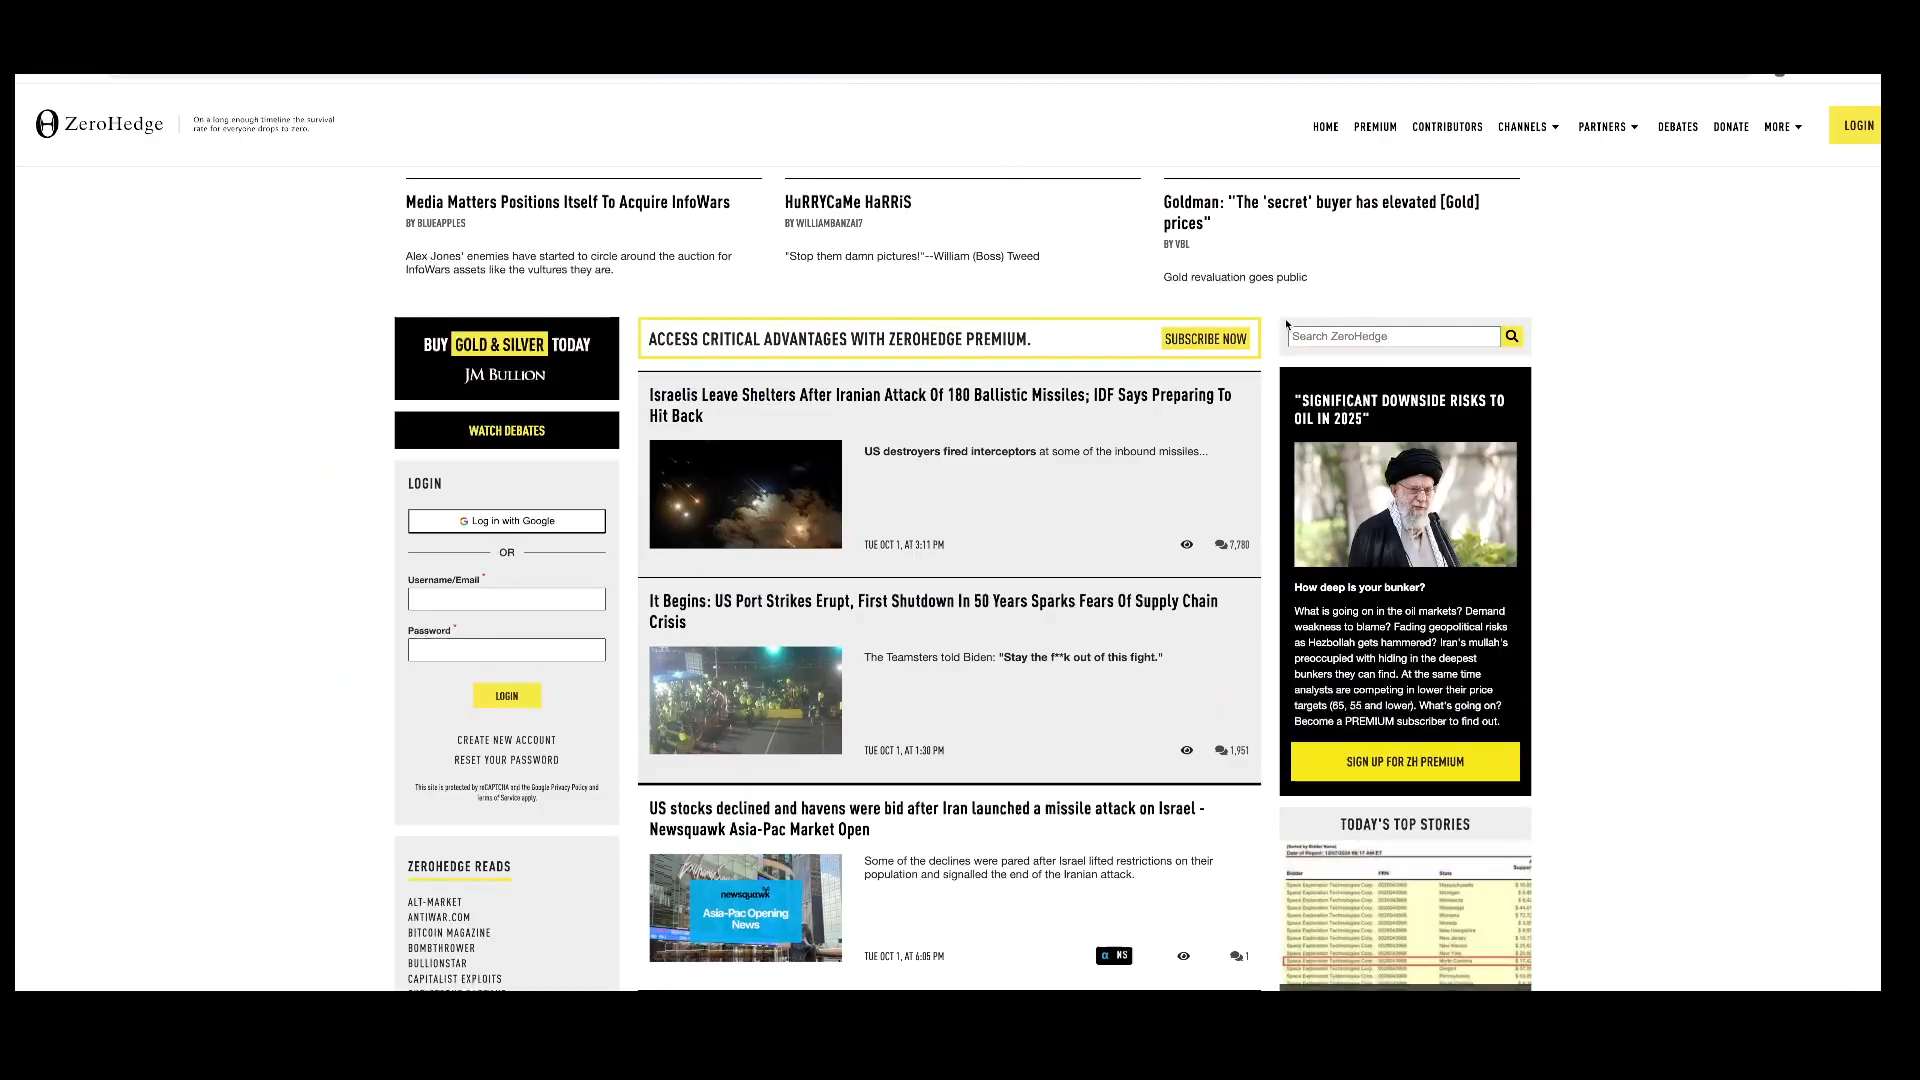 ZeroHedge
On a long enough timeline the survival
rate for everyone drops to zero.
HOME PREMIUM CONTRIBUTORS CHANNELS PARTNERS DEBATES DONATE MORE LOGIN
Media Matters Positions Itself To Acquire InfoWars
BY BLUEAPPLES
Alex Jones' enemies have started to circle around the auction for
InfoWars assets like the vultures they are.
HuRRYCaMe HaRRiS
BY WILLIAMBANZAI7
"Stop them damn pictures!"--William (Boss) Tweed
Goldman: "The 'secret' buyer has elevated [Gold]
prices"
BY VBL
Gold revaluation goes public
BUY GOLD & SILVER TODAY
JM BULLION
WATCH DEBATES
LOGIN
Log in with Google
OR
Username/Email *
Password *
LOGIN
CREATE NEW ACCOUNT
RESET YOUR PASSWORD
This site is protected by reCAPTCHA and the Google Privacy Policy and
Terms of Service apply.
ZEROHEDGE READS
ALT-MARKET
ANTIWAR.COM
BITCOIN MAGAZINE
BOMBTHROWER
BULLIONSTAR
CAPITALIST EXPLOITS
ACCESS CRITICAL ADVANTAGES WITH ZEROHEDGE PREMIUM.
SUBSCRIBE NOW
Israelis Leave Shelters After Iranian Attack Of 180 Ballistic Missiles; IDF Says Preparing To
Hit Back
US destroyers fired interceptors at some of the inbound missiles...
TUE OCT 1, AT 3:11 PM
7,780
It Begins: US Port Strikes Erupt, First Shutdown In 50 Years Sparks Fears Of Supply Chain
Crisis
The Teamsters told Biden: "Stay the f**k out of this fight."
TUE OCT 1, AT 1:30 PM
1,951
US stocks declined and havens were bid after Iran launched a missile attack on Israel -
Newsquawk Asia-Pac Market Open
newsquawk
Asia-Pac Opening
News
Some of the declines were pared after Israel lifted restrictions on their
population and signalled the end of the Iranian attack.
TUE OCT 1, AT 6:05 PM
α NS
1
Search ZeroHedge
"SIGNIFICANT DOWNSIDE RISKS TO
OIL IN 2025"
How deep is your bunker?
What is going on in the oil markets? Demand
weakness to blame? Fading geopolitical risks
as Hezbollah gets hammered? Iran's mullah's
preoccupied with hiding in the deepest
bunkers they can find. At the same time
analysts are competing in lower their price
targets (65, 55 and lower). What's going on?
Become a PREMIUM subscriber to find out.
SIGN UP FOR ZH PREMIUM
TODAY'S TOP STORIES
Bidder FRN State